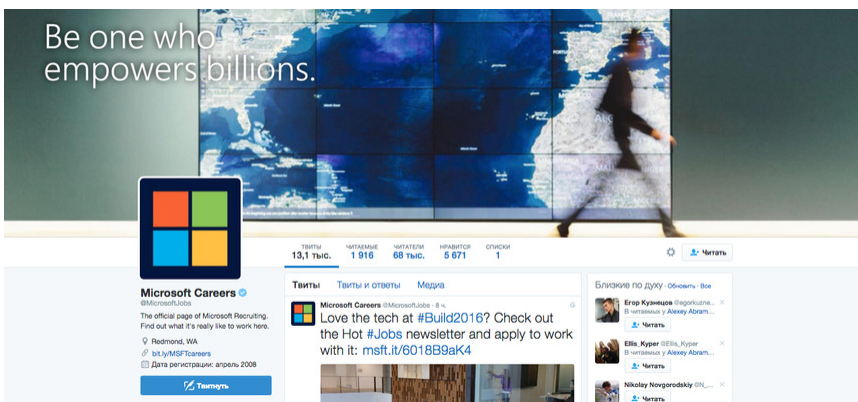 Be one who
empowers billions.
ТВИТЫ
13,1 тыс.
ЧИТАЕМЫЕ
1 916
ЧИТАТЕЛИ
68 тыс.
НРАВИТСЯ
5 671
СПИСКИ
1
Читать
Microsoft Careers
@MicrosoftJobs
The official page of Microsoft Recruiting.
Find out what it's really like to work here.
Redmond, WA
bit.ly/MSFTcareers
Дата регистрации: апрель 2008
Твитнуть
Твиты Твиты и ответы Медиа
Microsoft Careers @MicrosoftJobs · 8 ч.
Love the tech at #Build2016? Check out
the Hot #Jobs newsletter and apply to work
with it: msft.it/6018B9aK4
Близкие по духу · Обновить · Все
Егор Кузнецов @egorkuzne...
В читаемых у Alexey Abram...
Читать
Ellis_Kyper @Ellis_Kyper
В читаемых у Alexey Abram...
Читать
Nikolay Novgorodskiy @N_...
Читать